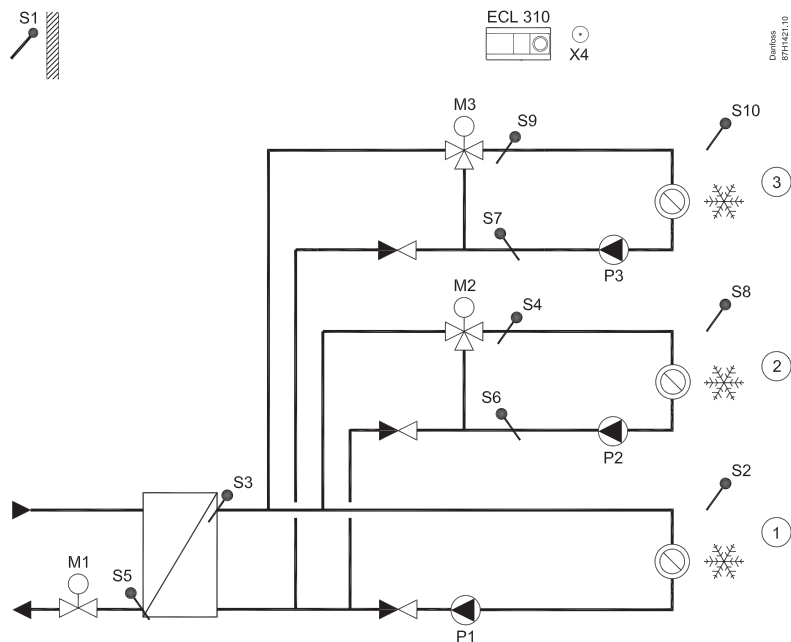 S1
ECL 310
X4
Danfoss
87H1421.10
M3
S9
S10
3
S7
P3
M2
S4
S8
2
S6
P2
S3
S2
1
M1
S5
P1